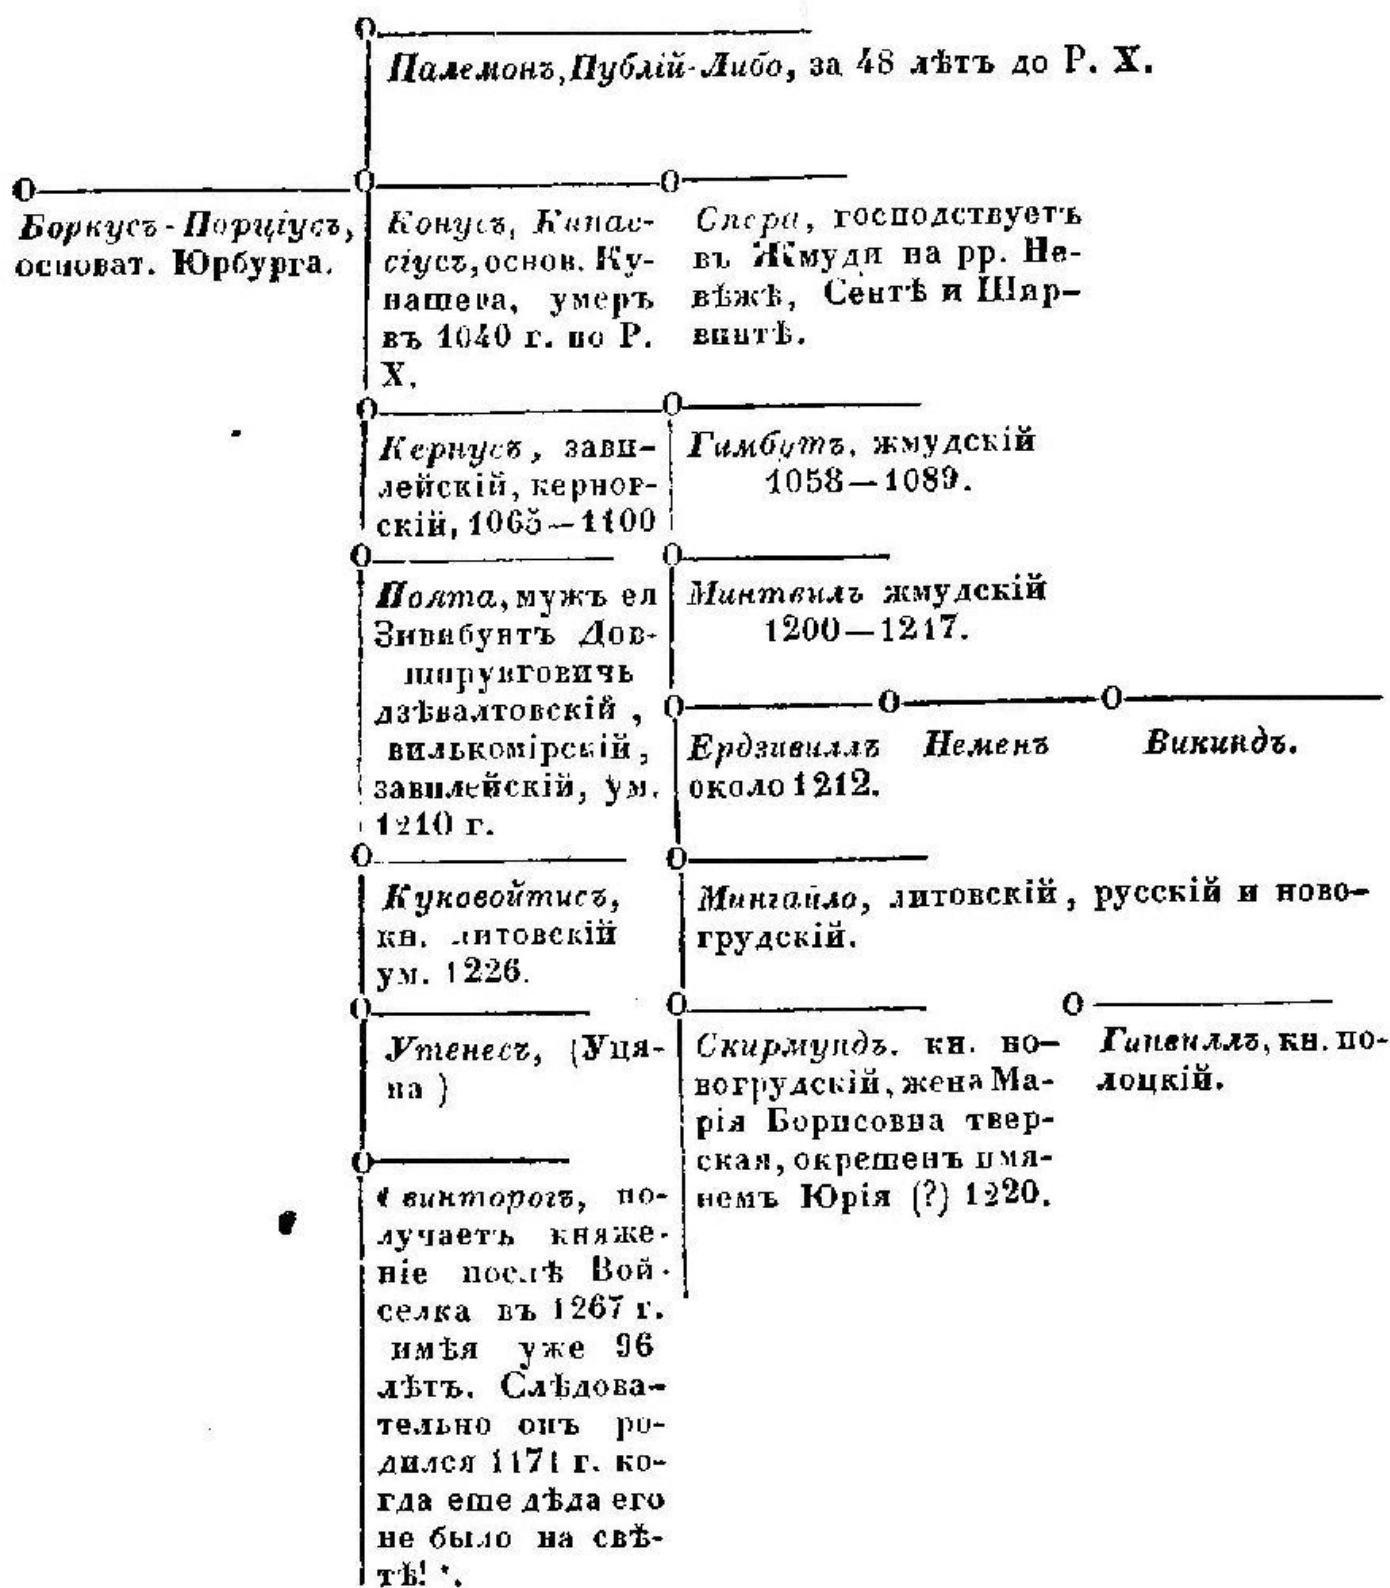 Палемонъ, Публій-Либо, за 48 лѣтъ до Р. Х.
Боркусъ-Порціусъ,
основат. Юрбурга.
Конусъ, Кипас-
сіусъ, основ. Ку-
нашева, умеръ
въ 1040 г. по Р.
Х.
Спера, господствуетъ
въ Жмуди на рр. Не-
вѣжѣ, Сентѣ и Шир-
винтѣ.
Кернусъ, зави-
лейскій, кернов-
скій, 1065—1100
Гимбутъ, жмудскій
1058—1089.
Поята, мужъ ея
Зивибунтъ Дов-
шпрунговичь
дзѣвалтовскій,
вилькомірскій,
завилейскій, ум.
1210 г.
Минтвилъ жмудскій
1200—1217.
Ердзивиллъ
около 1212.
Неменъ
Викиндъ.
Куковойтисъ,
кн. литовскій
ум. 1226.
Мингайло, литовскій, русскій и ново-
грудскій.
Утенесъ, (Уця-
на )
Скирмундъ. кн. но-
вогрудскій, жена Ма-
рія Борисовна твер-
ская, окрещенъ имя-
немъ Юрія (?) 1220.
Гинвиллъ, кн. по-
лоцкій.
Свинторогъ, по-
лучаетъ княже-
ніе послѣ Вой-
селка въ 1267 г.
имѣя уже 96
лѣтъ. Слѣдова-
тельно онъ ро-
дился 1171 г. ко-
гда еще дѣда его
не было на свѣ-
тѣ! *.